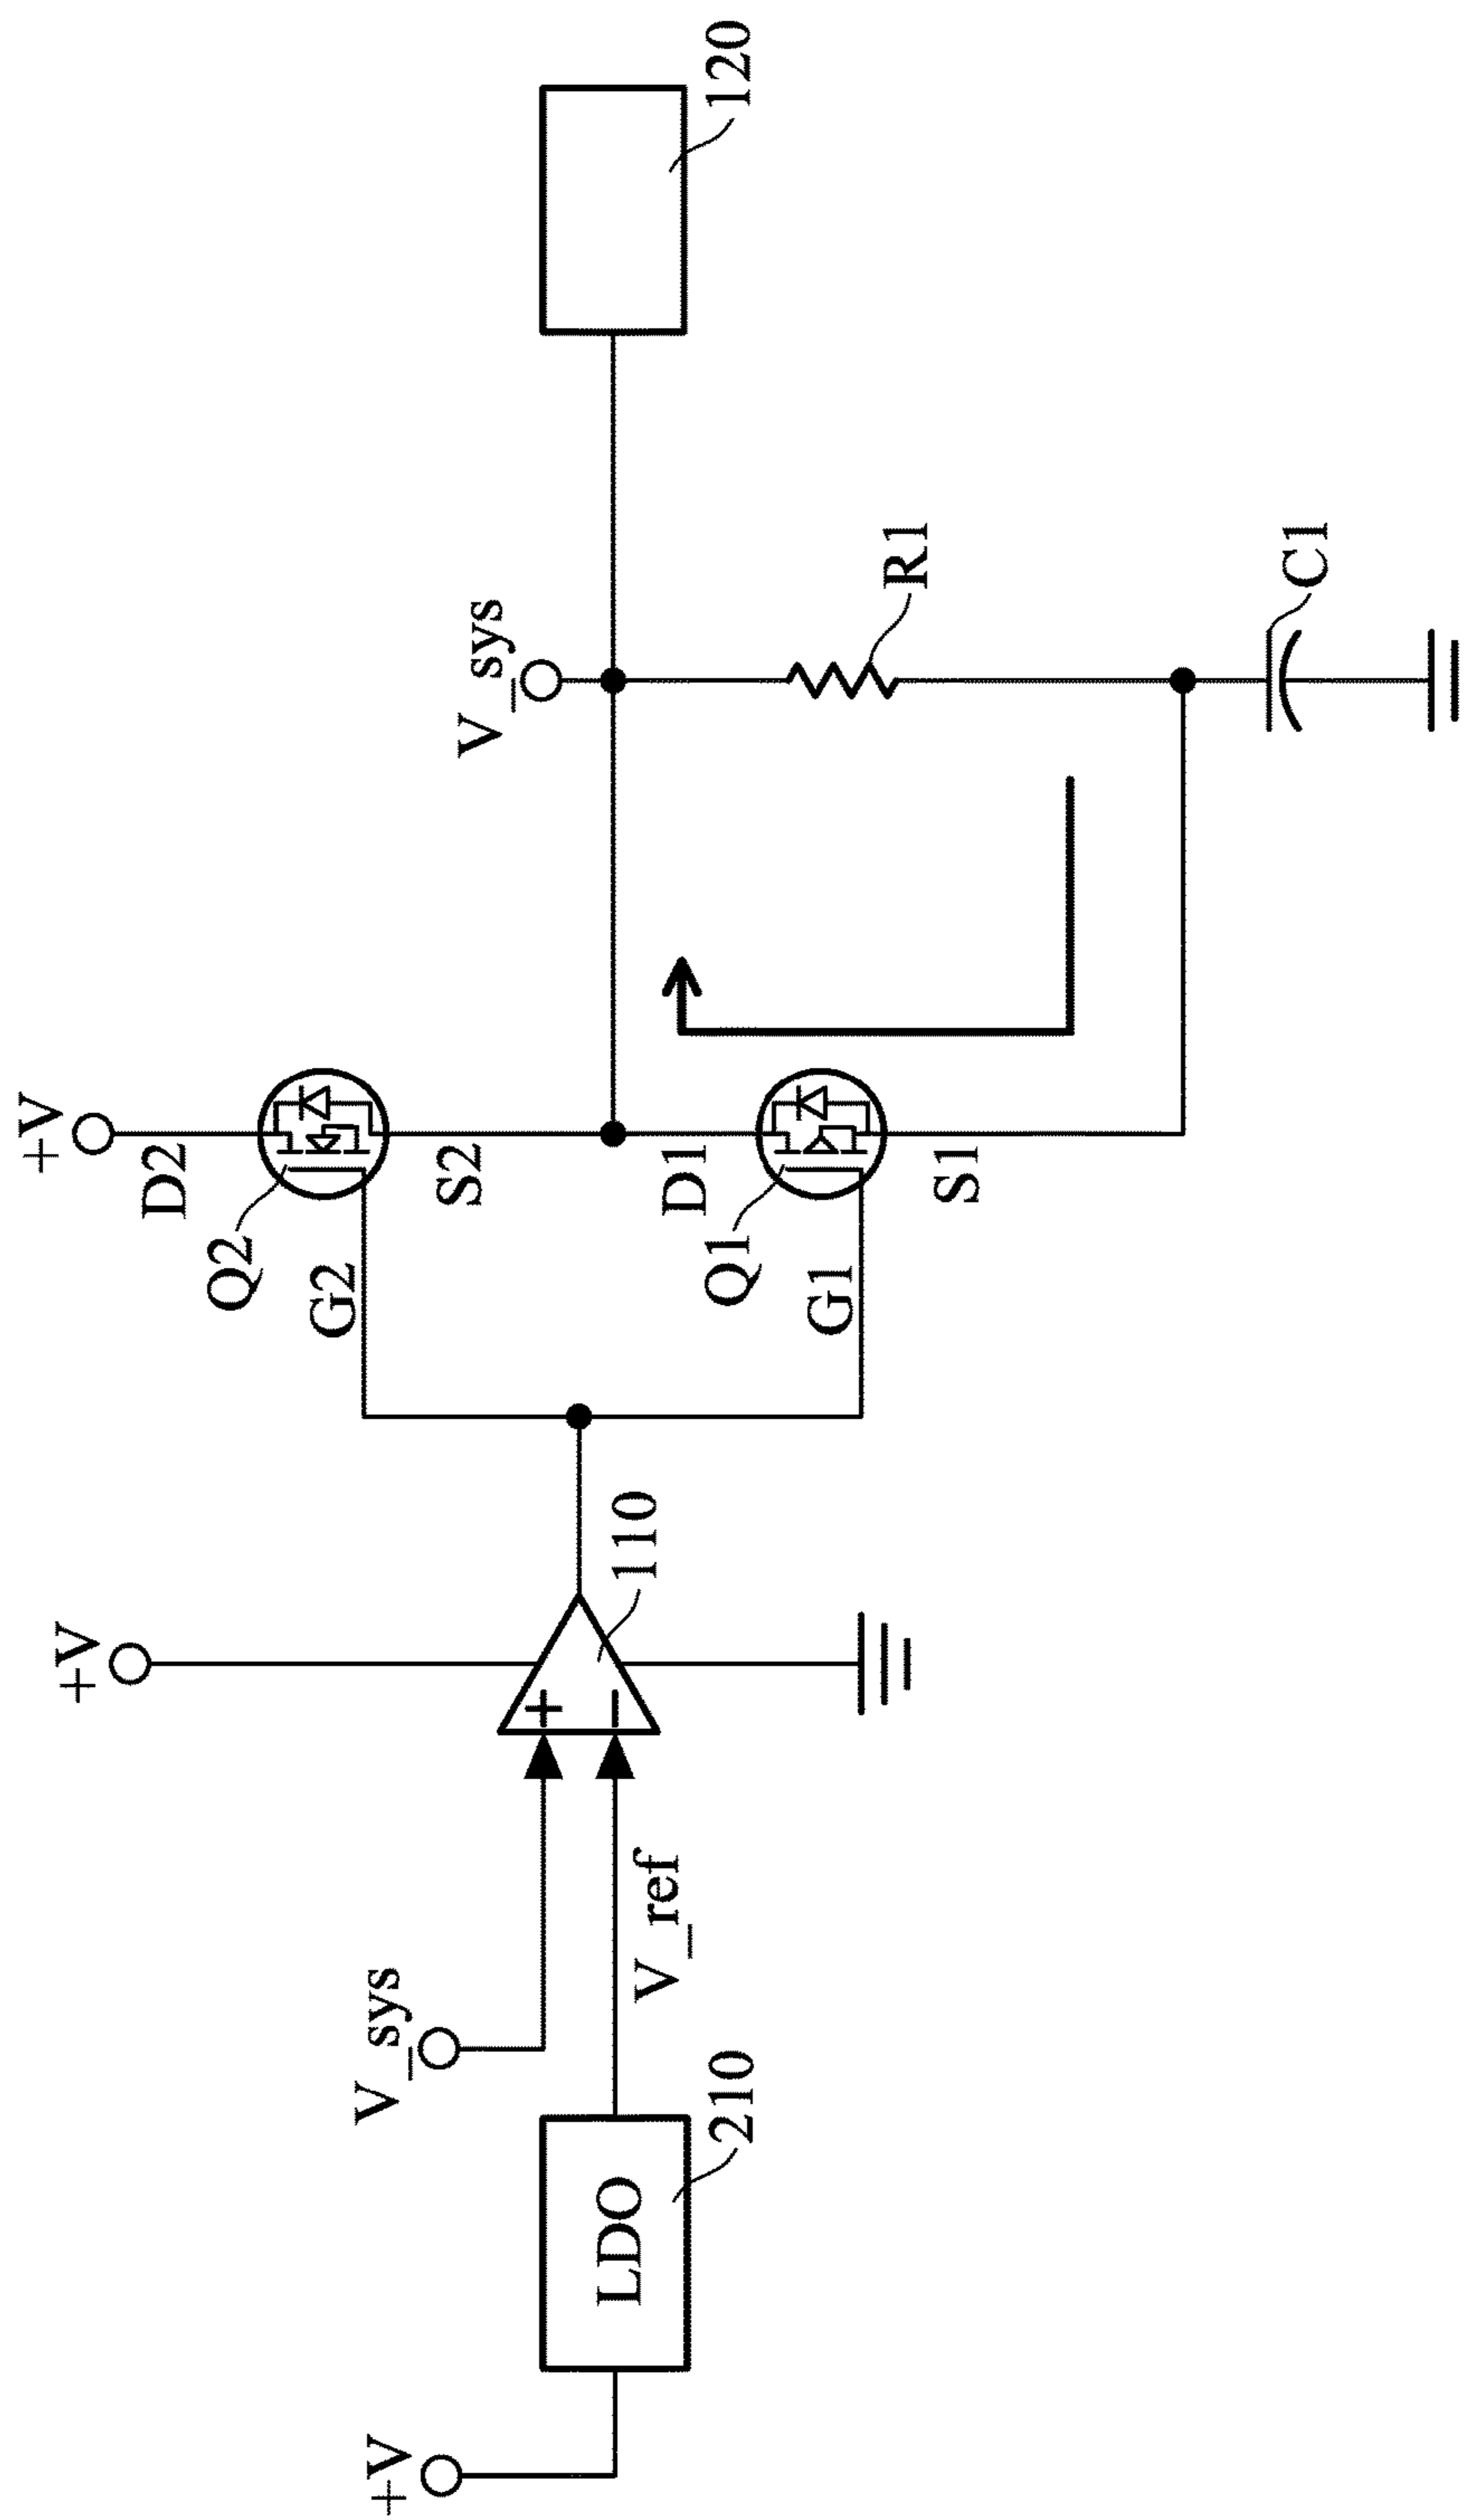 +V
+V
D2
Q2
G2
S2
V_sys
120
+V
V_sys
LDO
210
V_ref
+
−
110
D1
Q1
G1
S1
R1
C1